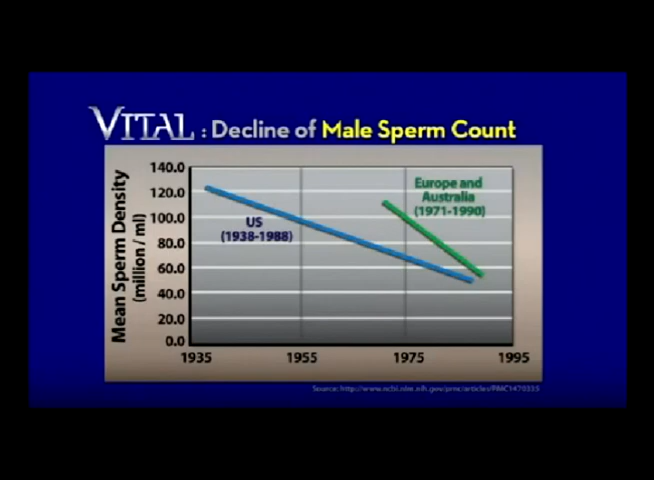 VITAL : Decline of Male Sperm Count
Mean Sperm Density
(million / ml)
140.0
120.0
100.0
80.0
60.0
40.0
20.0
0.0
US
(1938-1988)
Europe and
Australia
(1971-1990)
1935 1955 1975 1995
Source: http://www.ncbi.nlm.nih.gov/pmc/articles/PMC1470335